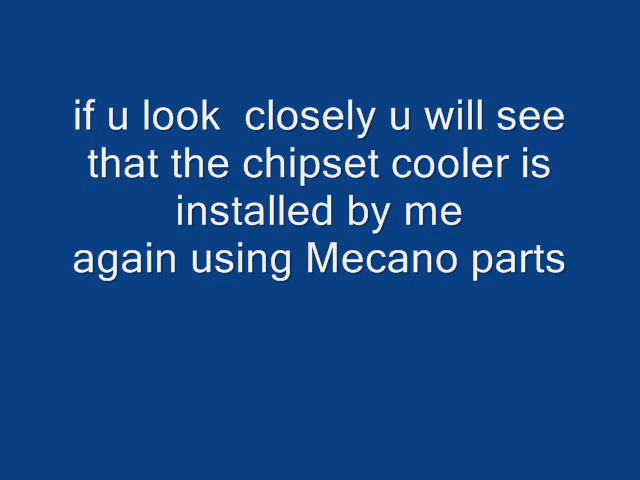 if u look  closely u will see
that the chipset cooler is
installed by me
again using Mecano parts